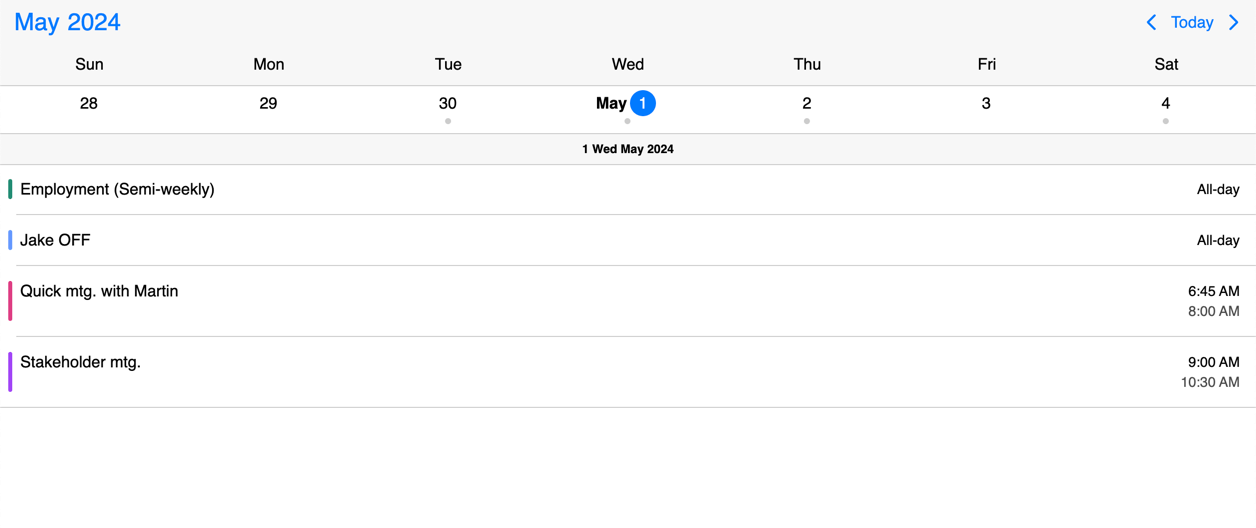 May 2024
Today
Sun Mon Tue Wed Thu Fri Sat
28 29 30 May 1 2 3 4
1 Wed May 2024
Employment (Semi-weekly) All-day
Jake OFF All-day
Quick mtg. with Martin 6:45 AM
8:00 AM
Stakeholder mtg. 9:00 AM
10:30 AM